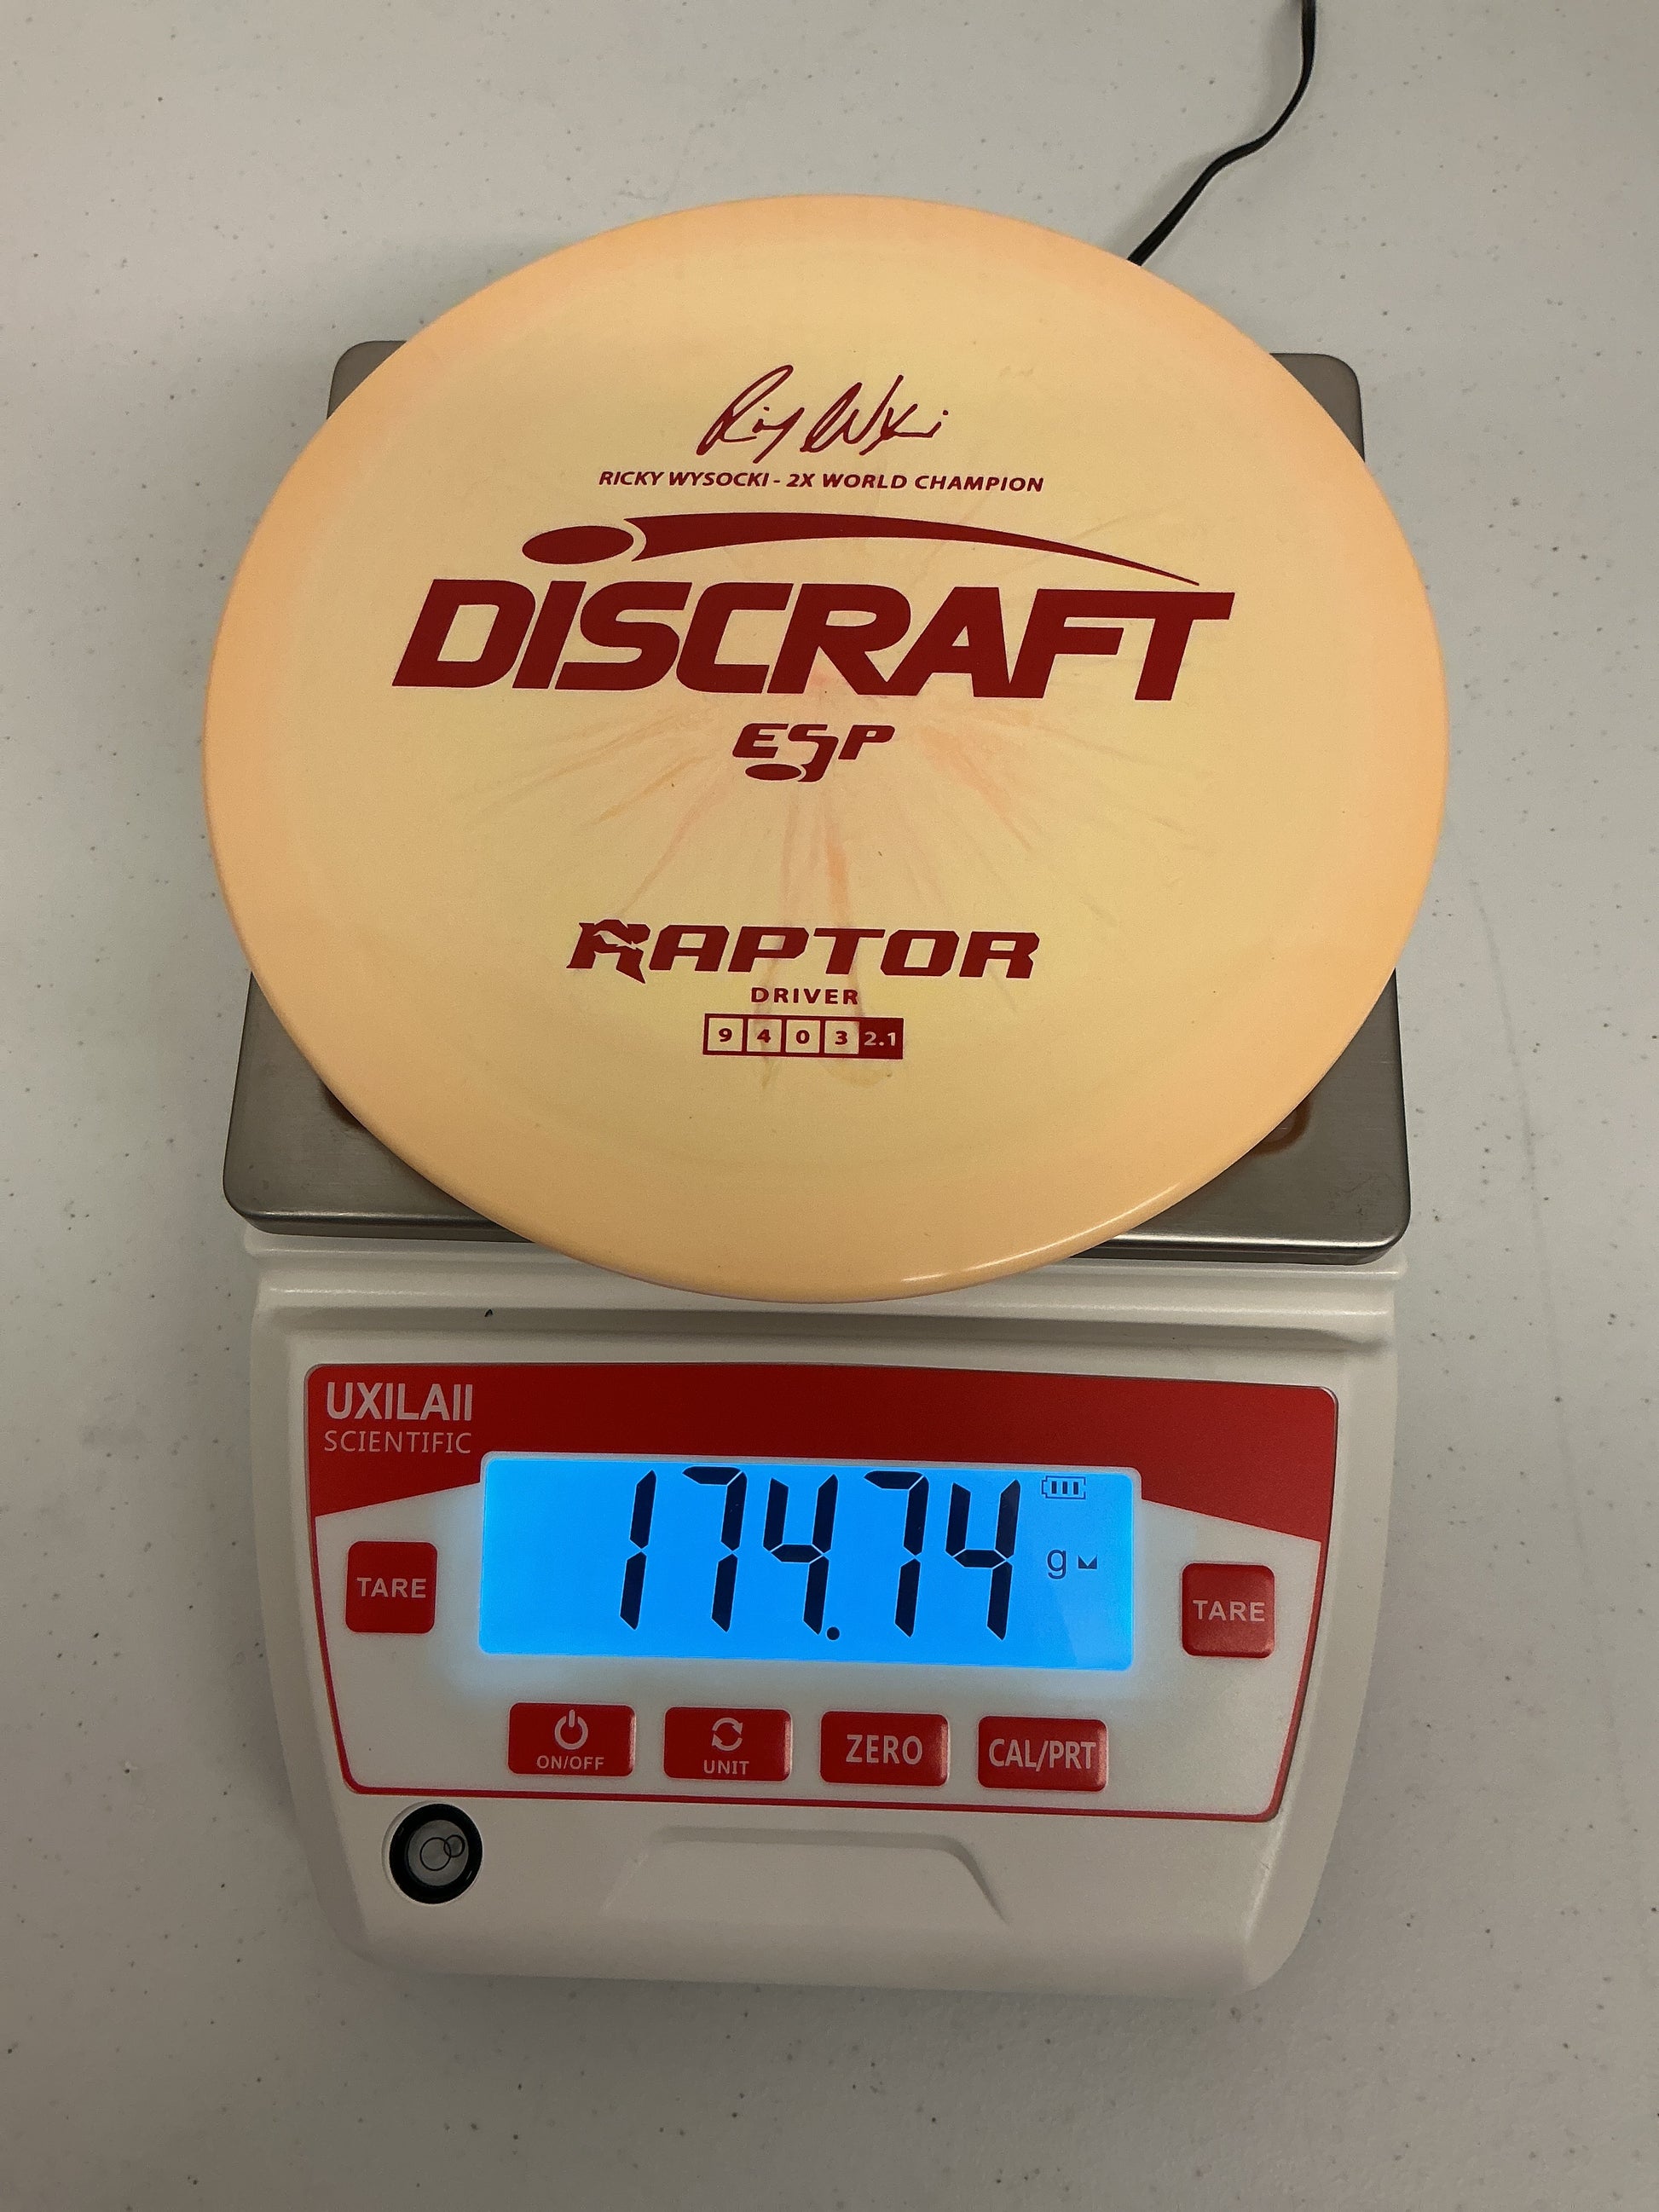 RICKY WYSOCKI - 2X WORLD CHAMPION
DISCRAFT
ESP
RAPTOR
DRIVER
9 4 0 3 2.1
UXILAII
SCIENTIFIC
174.74 g
TARE
TARE
ON/OFF UNIT ZERO CAL/PRT